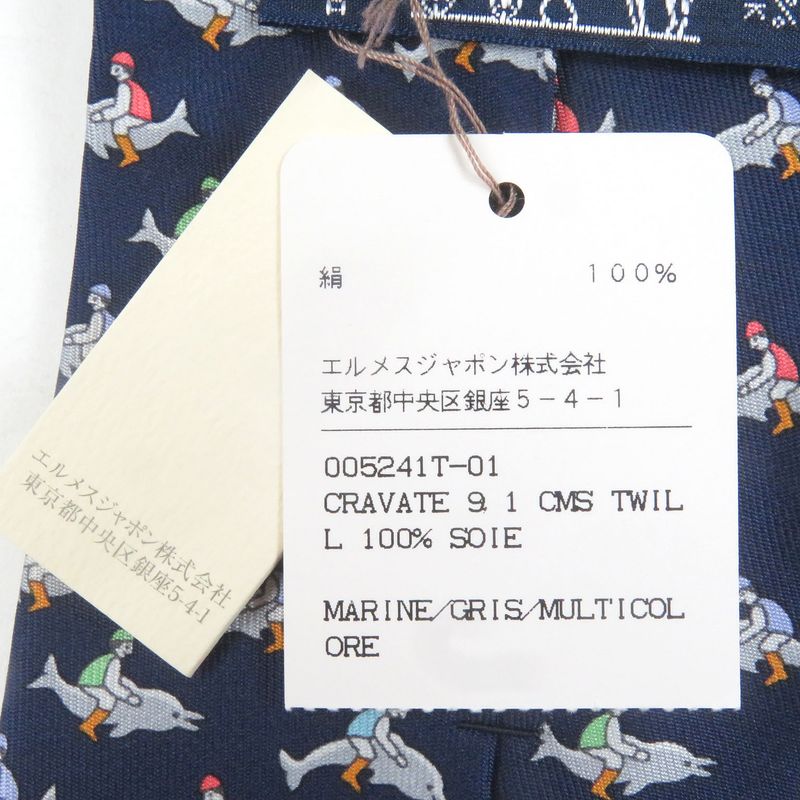 絹 100%
エルメスジャポン株式会社
東京都中央区銀座5-4-1
005241T-01
CRAVATE 9.1 CMS TWIL
L 100% SOIE
MARINE/GRIS/MULTICOL
ORE
エルメスジャポン株式会社
東京都中央区銀座5-4-1